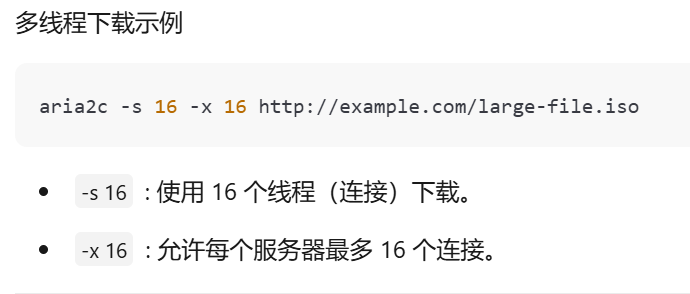 多线程下载示例
aria2c -s 16 -x 16 http://example.com/large-file.iso
-s 16 : 使用 16 个线程（连接）下载。
-x 16 : 允许每个服务器最多 16 个连接。